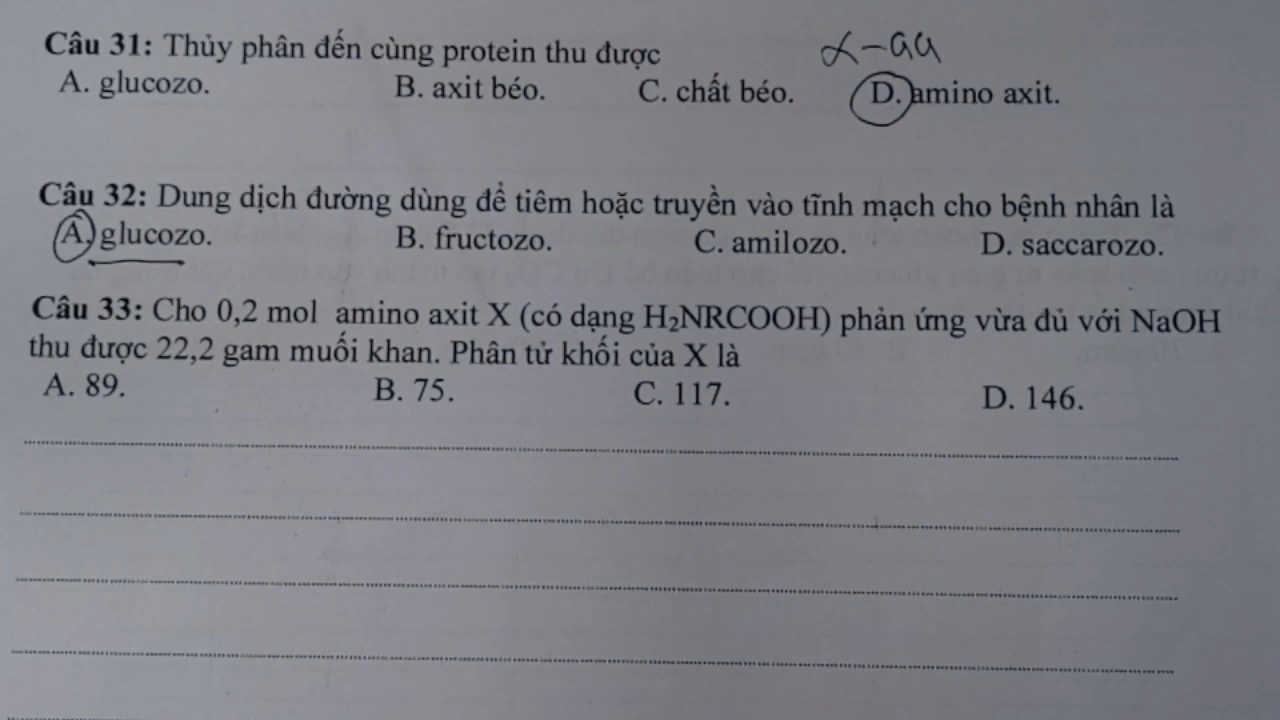 Câu 31: Thủy phân đến cùng protein thu được
α-aa
A. glucozo. B. axit béo. C. chất béo. D. amino axit.
Câu 32: Dung dịch đường dùng để tiêm hoặc truyền vào tĩnh mạch cho bệnh nhân là
A. glucozo. B. fructozo. C. amilozo. D. saccarozo.
Câu 33: Cho 0,2 mol amino axit X (có dạng H₂NRCOOH) phản ứng vừa đủ với NaOH
thu được 22,2 gam muối khan. Phân tử khối của X là
A. 89. B. 75. C. 117. D. 146.